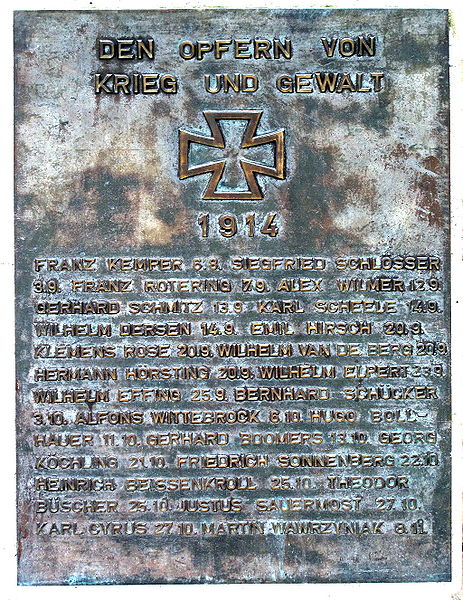 DEN OPFERN VON
KRIEG UND GEWALT
1914
FRANZ KEMPER 6.8. SIEGFRIED SCHLOSSER
3.9. FRANZ ROTERING 7.9. ALEX WILMER 12.9.
GERHARD SCHMITZ 13.9. KARL SCHEELE 14.9.
WILHELM DERSEN 14.9. EMIL HIRSCH 20.9.
KLEMENS ROSE 20.9. WILHELM VAN DE BERG 20.9.
HERMANN HORSTING 20.9. WILHELM ELPERT 23.9.
WILHELM EFFING 25.9. BERNHARD SCHÜCKER
3.10. ALFONS WITTEBROCK 6.10. HUGO BOLL-
HAUER 11.10. GERHARD BOOMERS 13.10. GEORG
KÖCHLING 21.10. FRIEDRICH SONNENBERG 22.10.
HEINRICH BEISSENKROLL 25.10. THEODOR
BÜSCHER 25.10. JUSTUS SAUERMOST 27.10.
KARL CYRUS 27.10. MARTIN WAWRZYNIAK 8.11.